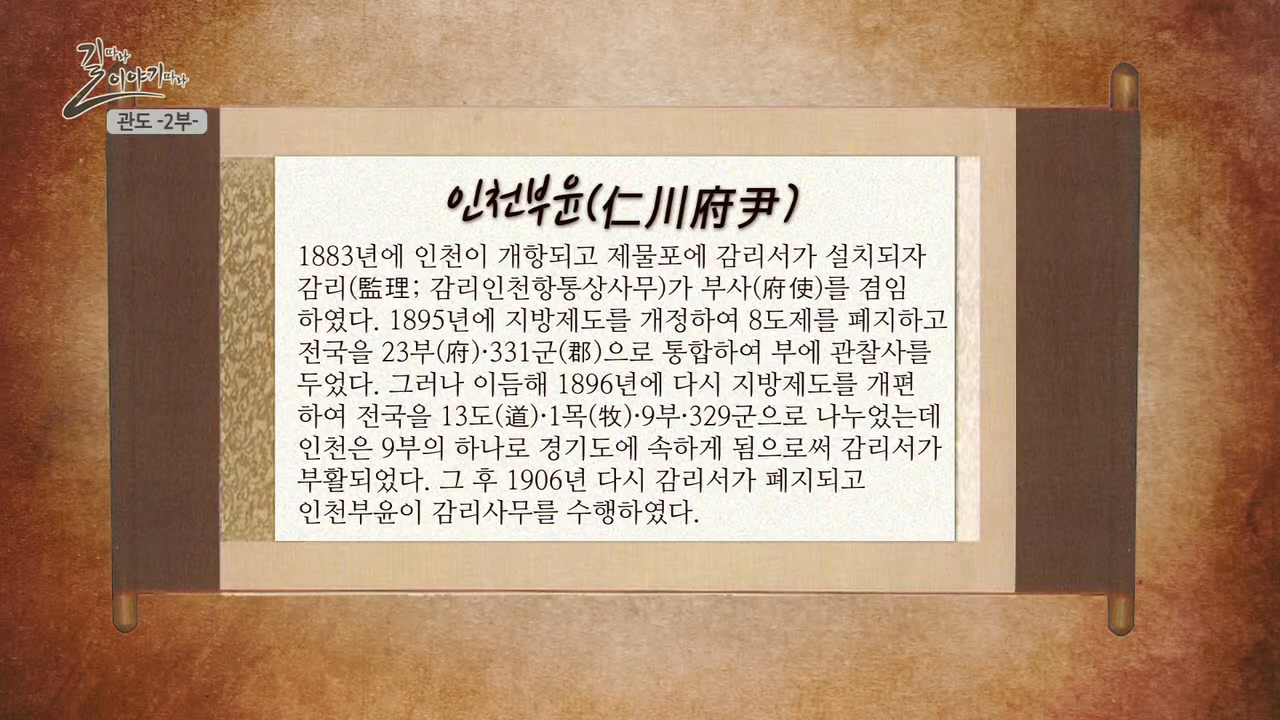 길따라
이야기따라
관도 -2부-
인천부윤(仁川府尹)
1883년에 인천이 개항되고 제물포에 감리서가 설치되자
감리(監理; 감리인천항통상사무)가 부사(府使)를 겸임
하였다. 1895년에 지방제도를 개정하여 8도제를 폐지하고
전국을 23부(府)·331군(郡)으로 통합하여 부에 관찰사를
두었다. 그러나 이듬해 1896년에 다시 지방제도를 개편
하여 전국을 13도(道)·1목(牧)·9부·329군으로 나누었는데
인천은 9부의 하나로 경기도에 속하게 됨으로써 감리서가
부활되었다. 그 후 1906년 다시 감리서가 폐지되고
인천부윤이 감리사무를 수행하였다.